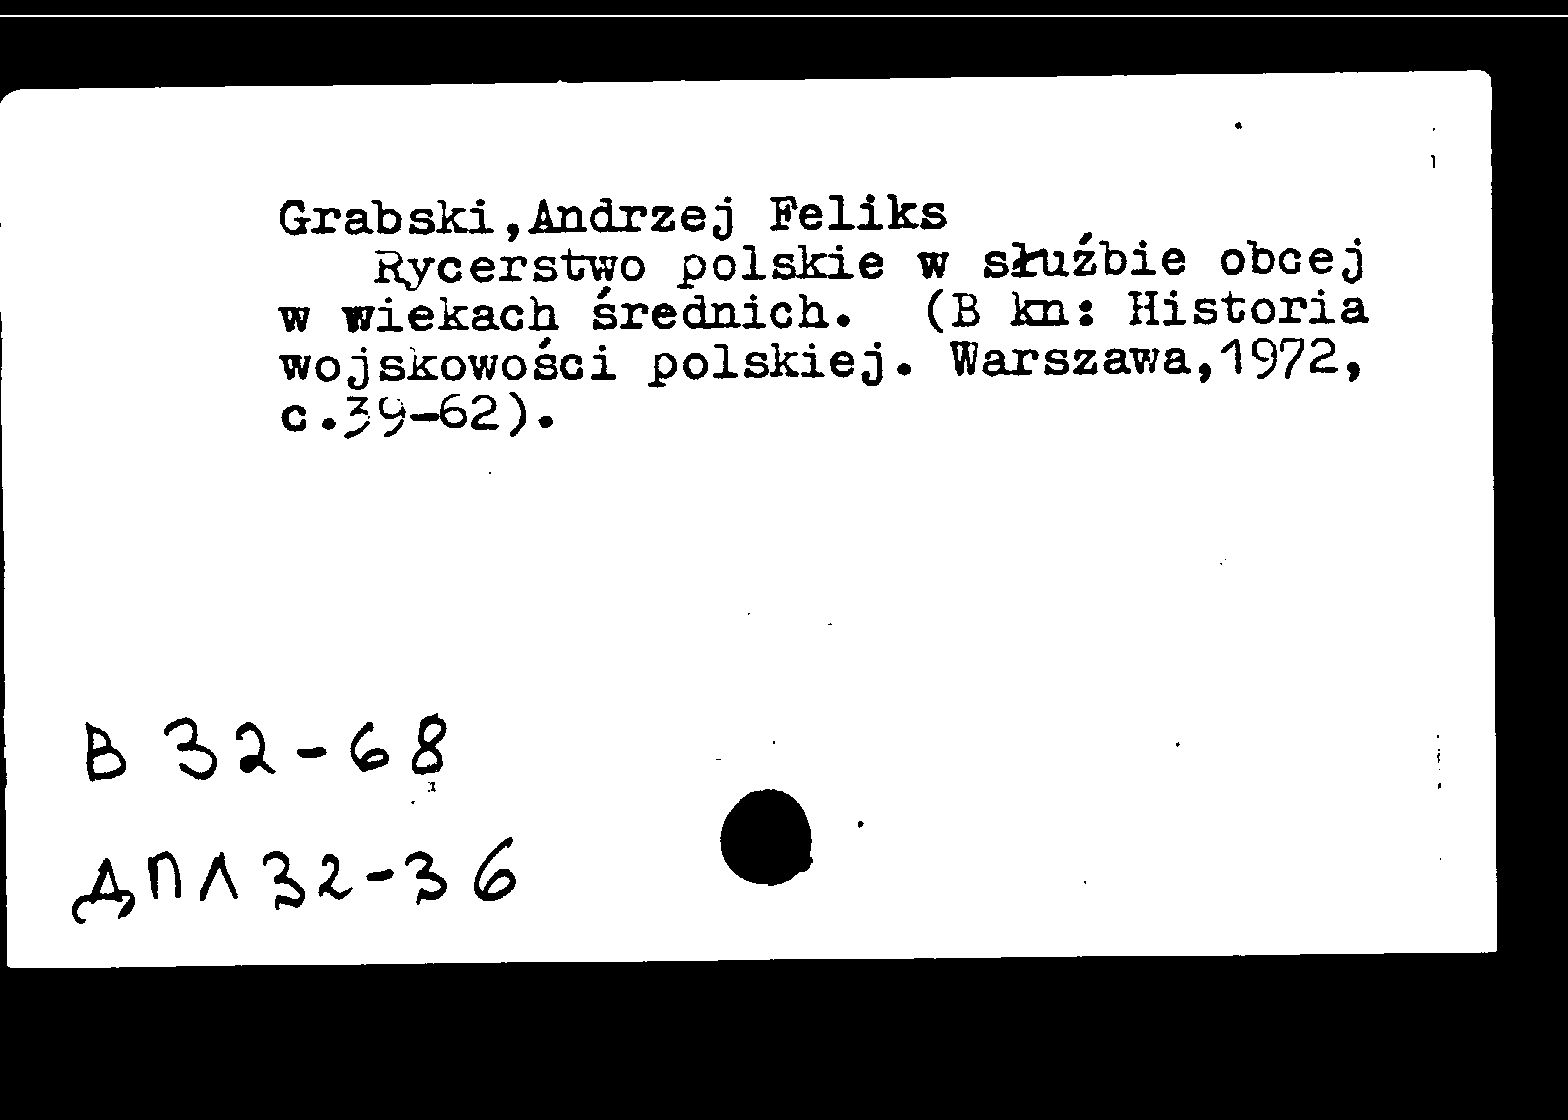 Grabski,Andrzej Feliks
Rycerstwo polskie w służbie obcej
w wiekach średnich. (В кн: Historia
wojskowości polskiej. Warszawa,1972,
с.39-62).
В 32-68
ДПЛ 32-36